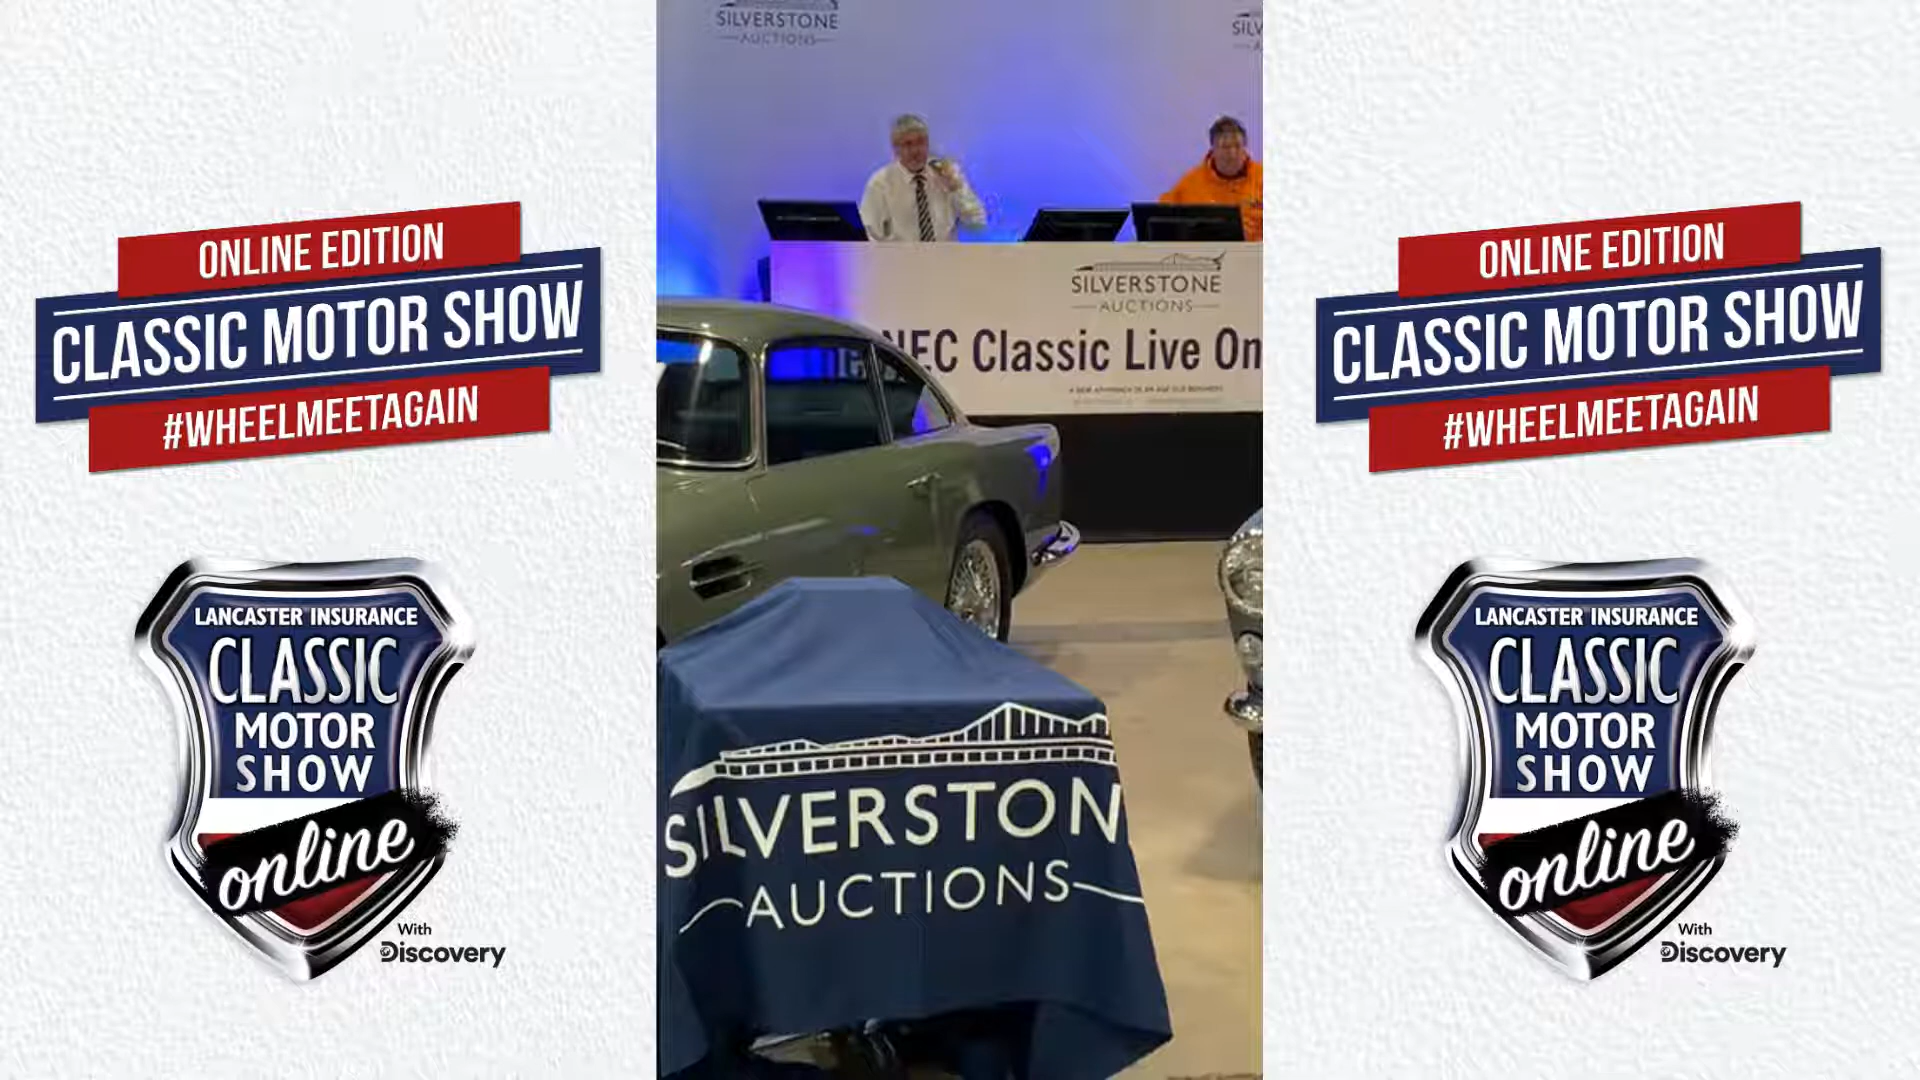 ONLINE EDITION
CLASSIC MOTOR SHOW
#WHEELMEETAGAIN
LANCASTER INSURANCE
CLASSIC
MOTOR
SHOW
online
With
Discovery
SILVERSTONE
AUCTIONS
SILV
SILVERSTONE
AUCTIONS
NEC Classic Live On
SILVERSTON
AUCTIONS
ONLINE EDITION
CLASSIC MOTOR SHOW
#WHEELMEETAGAIN
LANCASTER INSURANCE
CLASSIC
MOTOR
SHOW
online
With
Discovery